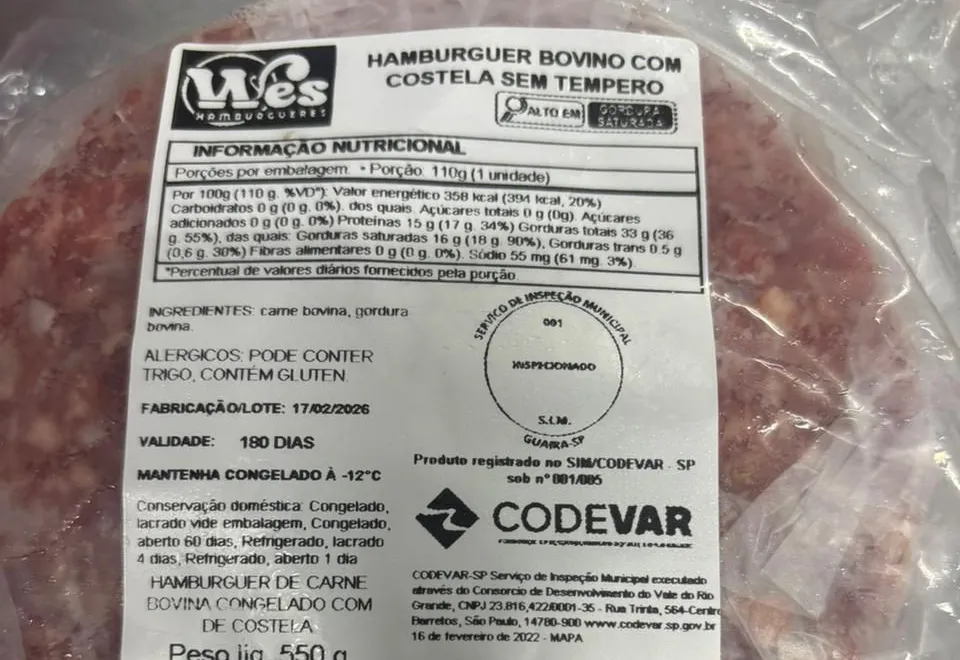 Wes
HAMBURGUERES
HAMBURGUER BOVINO COM
COSTELA SEM TEMPERO
ALTO EM
GORDURA
SATURADA
INFORMAÇÃO NUTRICIONAL
Porções por embalagem: • Porção: 110g (1 unidade)
Por 100g (110 g. %VD*): Valor energético 358 kcal (394 kcal, 20%)
Carboidratos 0 g (0 g. 0%). dos quais. Açúcares totais 0 g (0g). Açúcares
adicionados 0 g (0 g. 0%) Proteínas 15 g (17 g. 34%) Gorduras totais 33 g (36
g. 55%), das quais: Gorduras saturadas 16 g (18 g. 90%), Gorduras trans 0.5 g
(0,6 g. 30%) Fibras alimentares 0 g (0 g. 0%). Sódio 55 mg (61 mg. 3%).
*Percentual de valores diários fornecidos pela porção
INGREDIENTES: carne bovina, gordura
bovina.
ALERGICOS: PODE CONTER
TRIGO, CONTÉM GLUTEN
FABRICAÇÃO/LOTE: 17/02/2026
VALIDADE: 180 DIAS
MANTENHA CONGELADO À -12°C
Conservação doméstica: Congelado,
lacrado vide embalagem, Congelado,
aberto 60 dias, Refrigerado, lacrado
4 dias, Refrigerado, aberto 1 dia
HAMBURGUER DE CARNE
BOVINA CONGELADO COM
DE COSTELA
Peso liq. 550 g
SERVIÇO DE INSPEÇÃO MUNICIPAL
001
INSPECIONADO
S.I.M.
GUAIRA-SP
Produto registrado no SIM/CODEVAR - SP
sob nº 001/005
CODEVAR
CODEVAR-SP Serviço de Inspeção Municipal executado
através do Consorcio de Desenvolvimento do Vale do Rio
Grande, CNPJ 23.816,422/0001-35 - Rua Trinta, 564-Centro
Barretos, São Paulo, 14780-900 www.codevar.sp.gov.br
16 de fevereiro de 2022 - MAPA